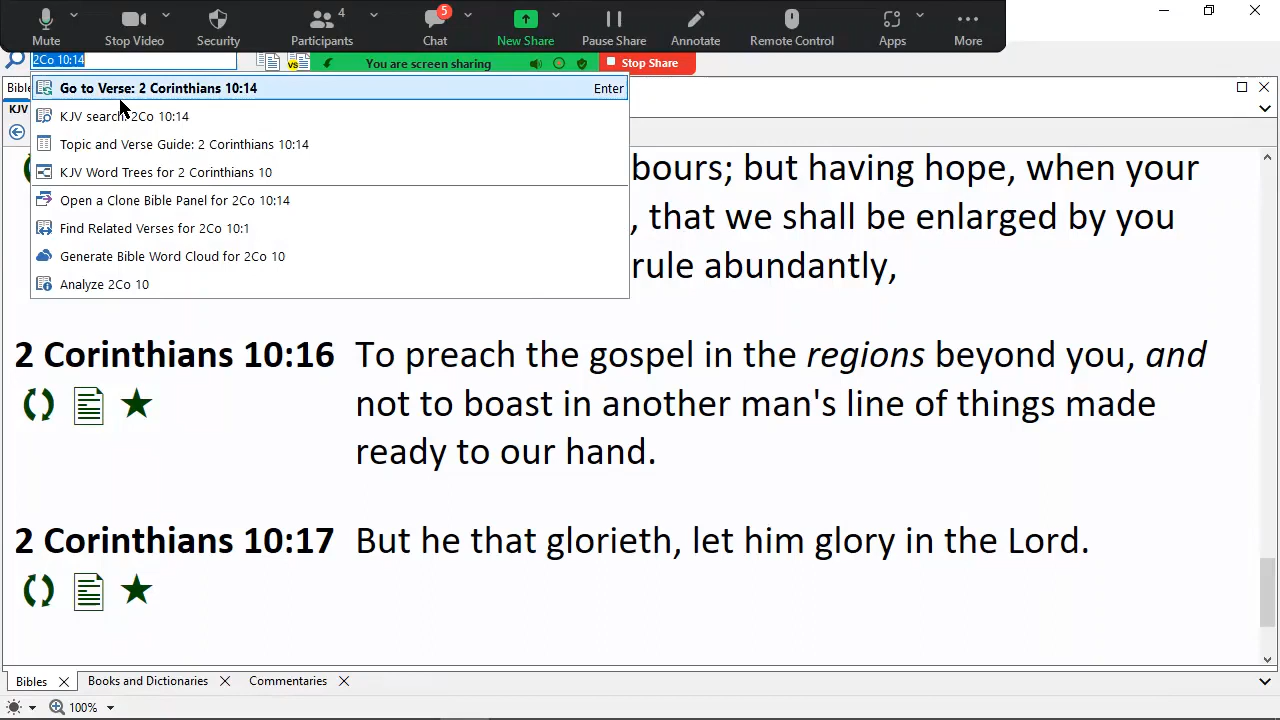 Mute
Stop Video
Security
4
Participants
5
Chat
New Share
Pause Share
Annotate
Remote Control
Apps
More
2Co 10:14
VS
You are screen sharing
Stop Share
Go to Verse: 2 Corinthians 10:14 Enter
KJV search: 2Co 10:14
Topic and Verse Guide: 2 Corinthians 10:14
KJV Word Trees for 2 Corinthians 10
Open a Clone Bible Panel for 2Co 10:14
Find Related Verses for 2Co 10:1
Generate Bible Word Cloud for 2Co 10
Analyze 2Co 10
Bible
KJV
bours; but having hope, when your
, that we shall be enlarged by you
rule abundantly,
2 Corinthians 10:16 To preach the gospel in the regions beyond you, and
not to boast in another man's line of things made
ready to our hand.
2 Corinthians 10:17 But he that glorieth, let him glory in the Lord.
Bibles
Books and Dictionaries
Commentaries
100%